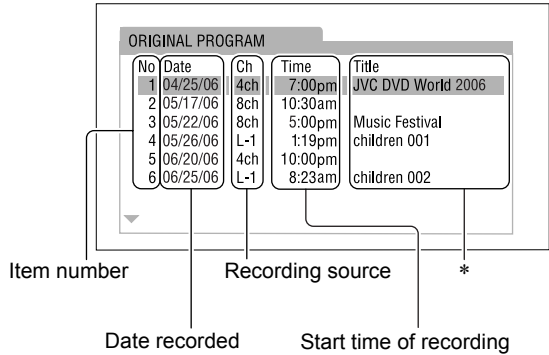 ORIGINAL PROGRAM
No Date Ch Time Title
1 04/25/06 4ch 7:00pm JVC DVD World 2006
2 05/17/06 8ch 10:30am
3 05/22/06 8ch 5:00pm Music Festival
4 05/26/06 L-1 1:19pm children 001
5 06/20/06 4ch 10:00pm
6 06/25/06 L-1 8:23am children 002
Item number Recording source *
Date recorded Start time of recording